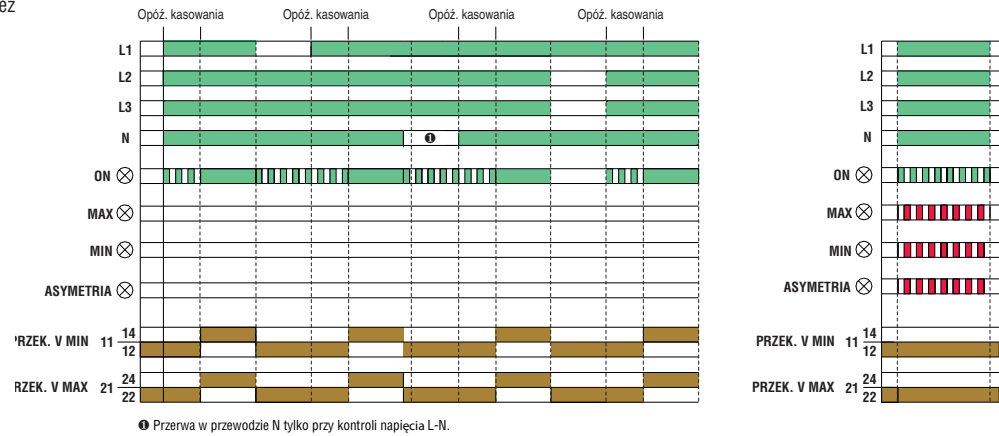 ez
Opóź. kasowania Opóź. kasowania Opóź. kasowania Opóź. kasowania
L1
L2
L3
N ❶
ON
MAX
MIN
ASYMETRIA
PRZEK. V MIN 11 14
12
RZEK. V MAX 21 24
22
❶ Przerwa w przewodzie N tylko przy kontroli napięcia L-N.
L1
L2
L3
N
ON
MAX
MIN
ASYMETRIA
PRZEK. V MIN 11 14
12
PRZEK. V MAX 21 24
22